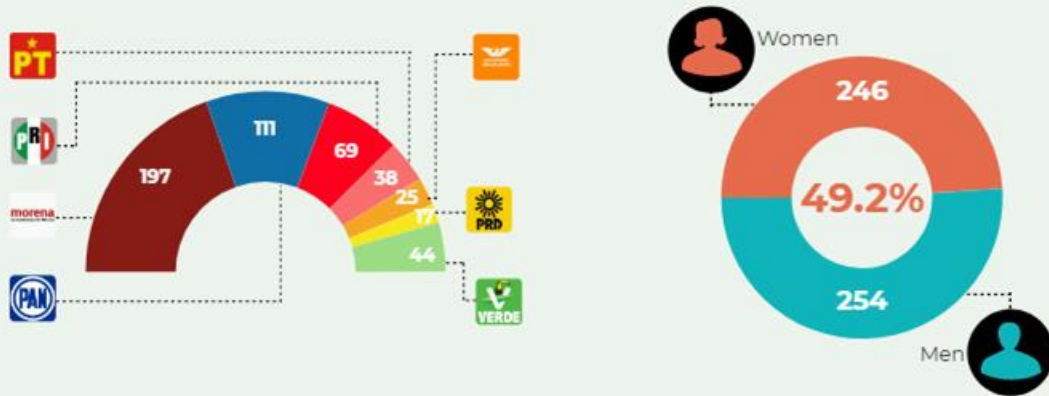 PT
PRI
morena
PAN
197
111
69
38
25
17
44
PRD
VERDE
Women
246
49.2%
254
Men